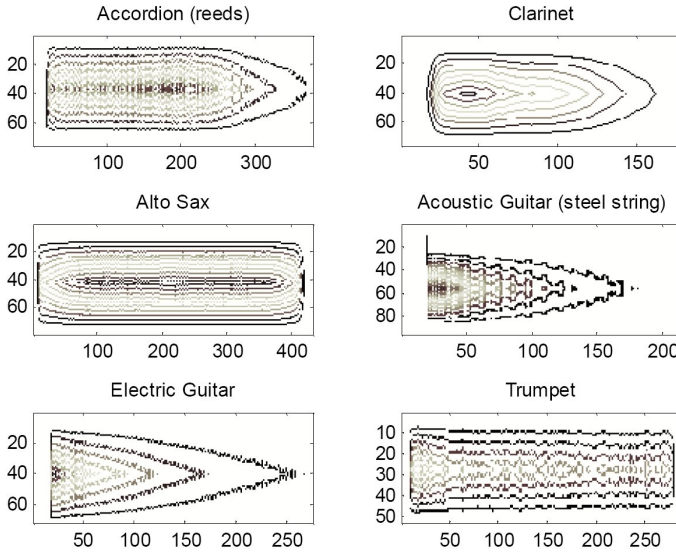 Accordion (reeds)
20
40
60
100 200 300
Clarinet
20
40
60
50 100 150
Alto Sax
20
40
60
100 200 300 400
Acoustic Guitar (steel string)
20
40
60
80
50 100 150 200
Electric Guitar
20
40
60
50 100 150 200 250
Trumpet
10
20
30
40
50
50 100 150 200 250